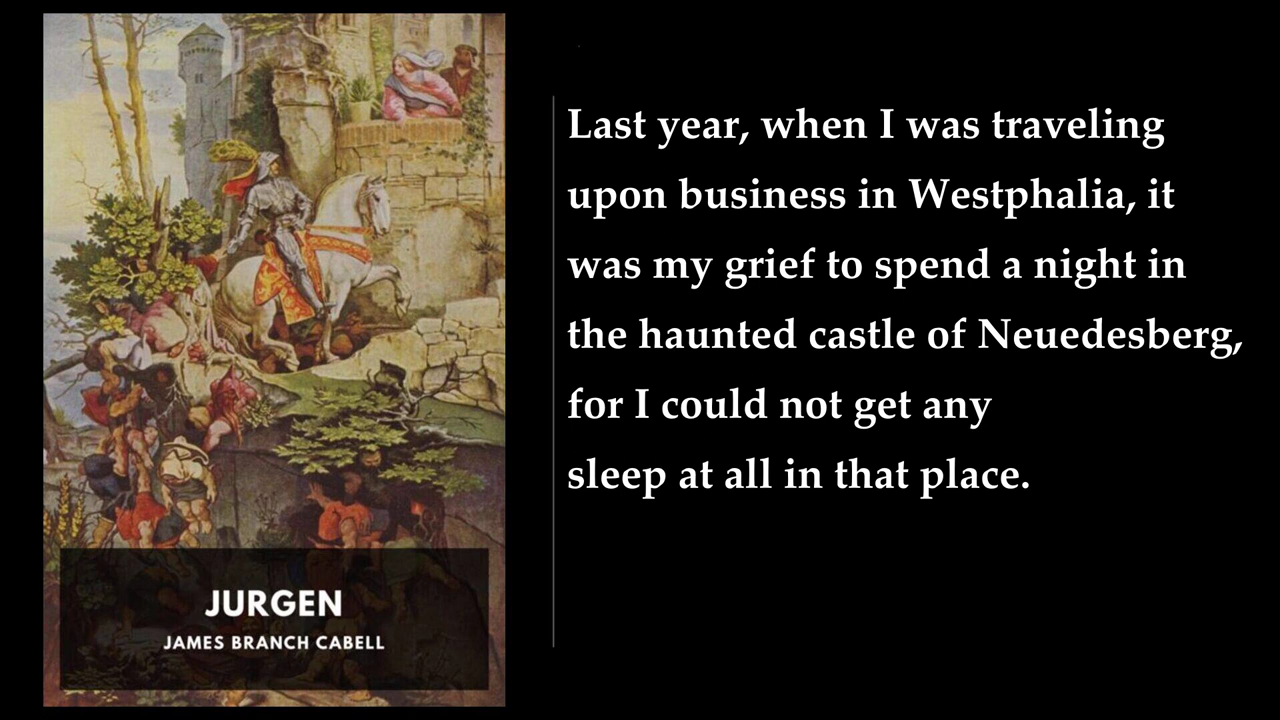 JURGEN
JAMES BRANCH CABELL
Last year, when I was traveling
upon business in Westphalia, it
was my grief to spend a night in
the haunted castle of Neuedesberg,
for I could not get any
sleep at all in that place.